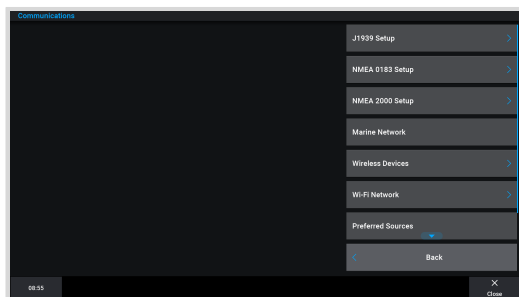 Communications
J1939 Setup
NMEA 0183 Setup
NMEA 2000 Setup
Marine Network
Wireless Devices
Wi-Fi Network
Preferred Sources
Back
08:55
Close